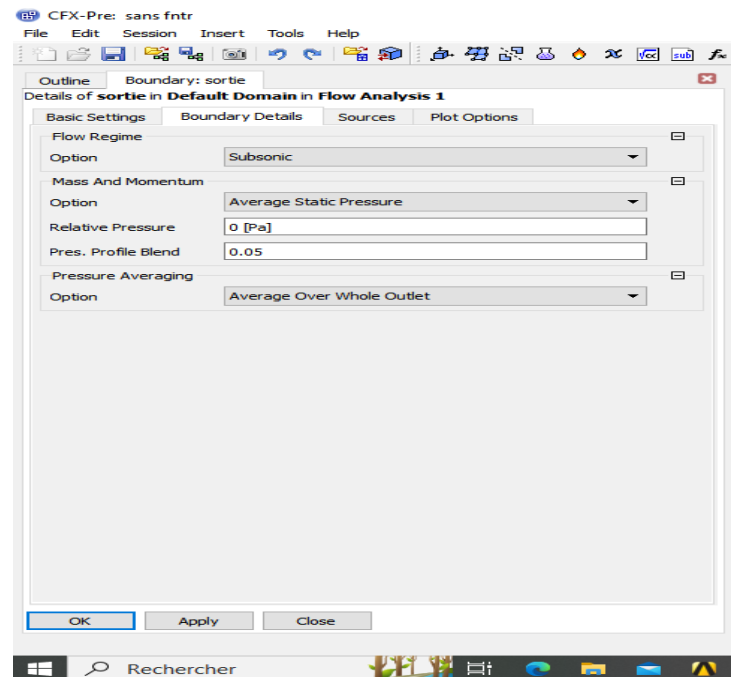 CFX-Pre: sans fntr
File Edit Session Insert Tools Help
√cc sub f∞
Outline Boundary: sortie
Details of sortie in Default Domain in Flow Analysis 1
Basic Settings Boundary Details Sources Plot Options
Flow Regime
Option Subsonic
Mass And Momentum
Option Average Static Pressure
Relative Pressure 0 [Pa]
Pres. Profile Blend 0.05
Pressure Averaging
Option Average Over Whole Outlet
OK Apply Close
Rechercher